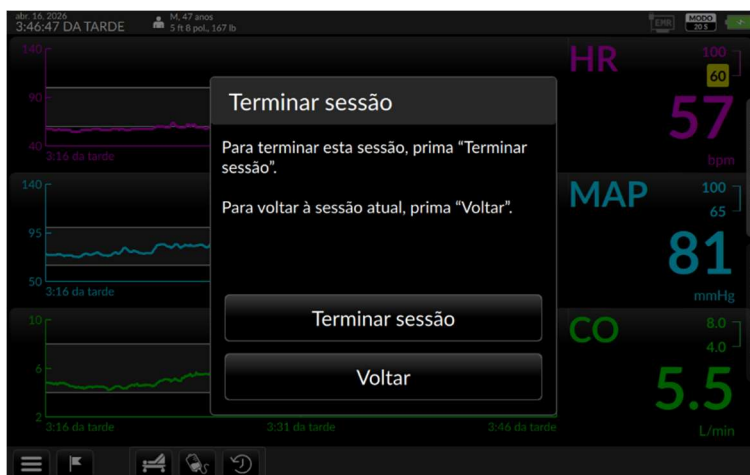 abr. 16, 2026
3:46:47 DA TARDE
M, 47 anos
5 ft 8 pol., 167 lb
EMR
MODO
20 S
140
90
40
3:16 da tarde
HR
100
60
57
bpm
Terminar sessão
Para terminar esta sessão, prima “Terminar
sessão”.
Para voltar à sessão atual, prima “Voltar”.
Terminar sessão
Voltar
140
95
50
3:16 da tarde
MAP
100
65
81
mmHg
10
6
2
3:16 da tarde
3:31 da tarde
3:46 da tarde
CO
8.0
4.0
5.5
L/min